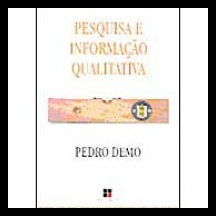 PESQUISA E
INFORMAÇÃO
QUALITATIVA
PEDRO DEMO